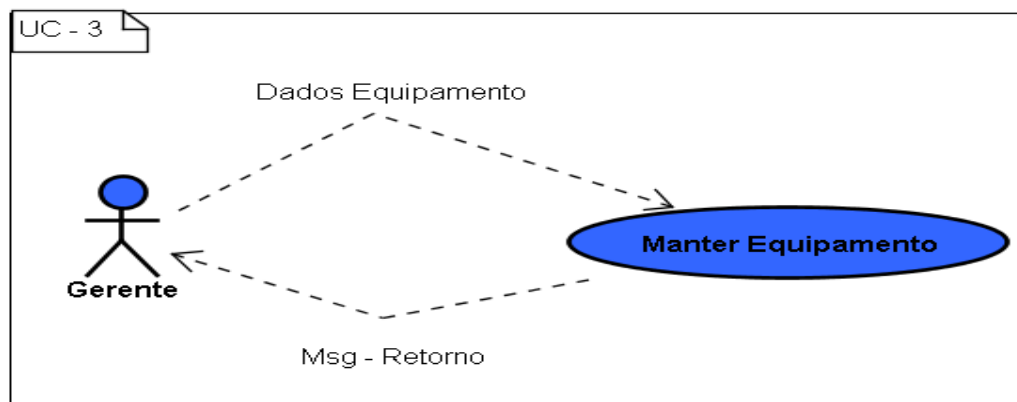 UC - 3
Dados Equipamento
Manter Equipamento
Gerente
Msg - Retorno